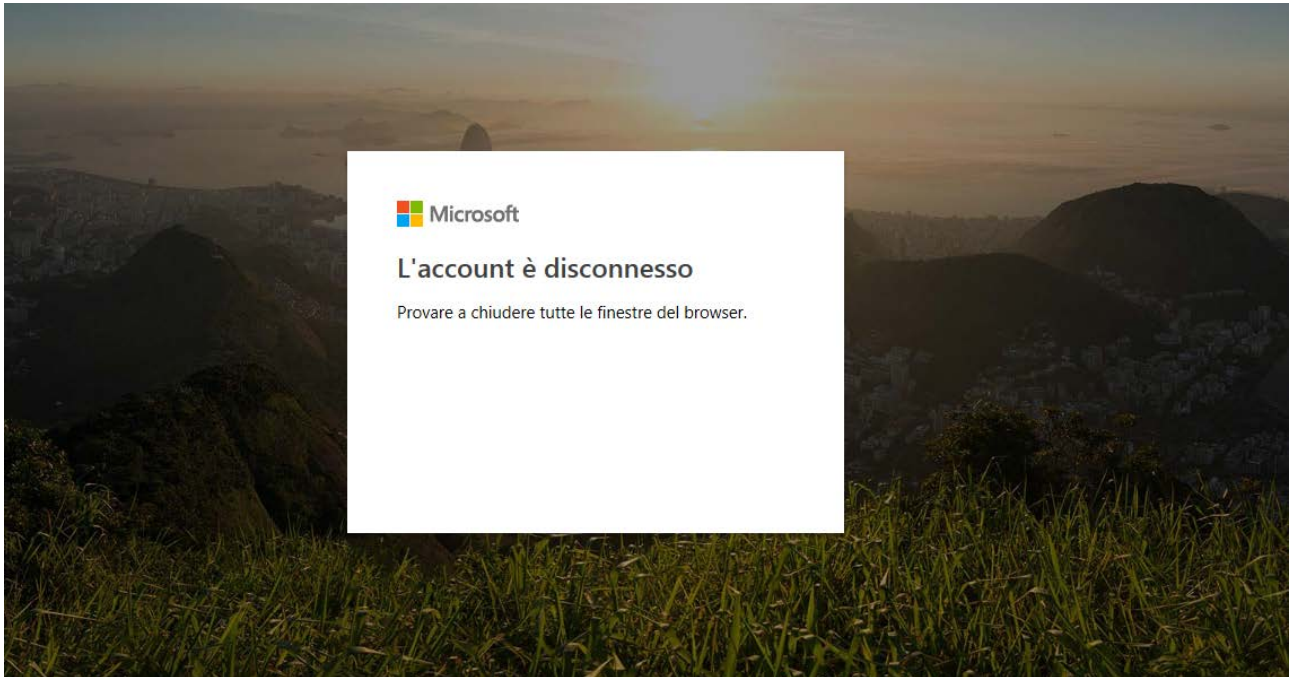 Microsoft
L'account è disconnesso
Provare a chiudere tutte le finestre del browser.